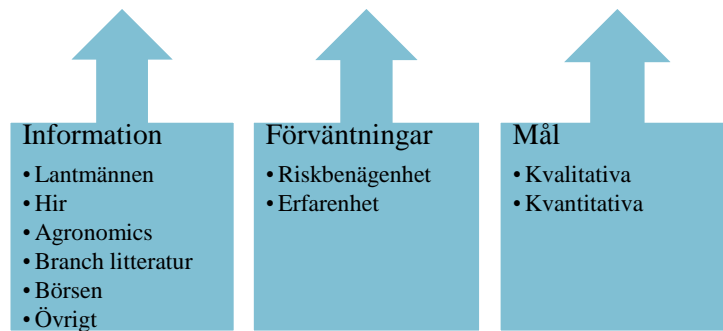 Information
• Lantmännen
• Hir
• Agronomics
• Branch litteratur
• Börsen
• Övrigt
Förväntningar
• Riskbenägenhet
• Erfarenhet
Mål
• Kvalitativa
• Kvantitativa